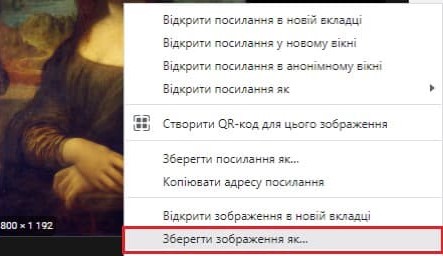 Відкрити посилання в новій вкладці
Відкрити посилання у новому вікні
Відкрити посилання в анонімному вікні
Відкрити посилання як
Створити QR-код для цього зображення
Зберегти посилання як...
Копіювати адресу посилання
Відкрити зображення в новій вкладці
800 × 1 192
Зберегти зображення як...